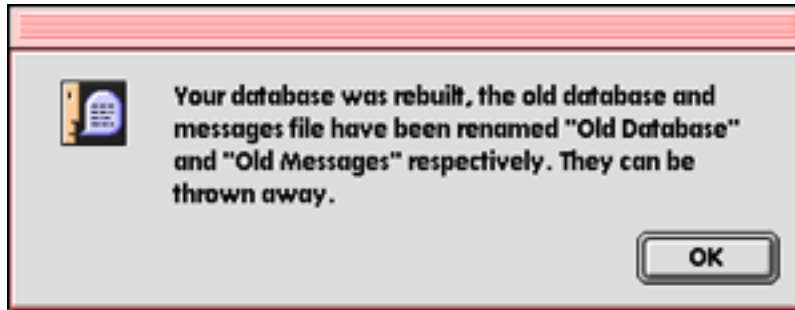 Your database was rebuilt, the old database and
messages file have been renamed "Old Database"
and "Old Messages" respectively. They can be
thrown away.
OK